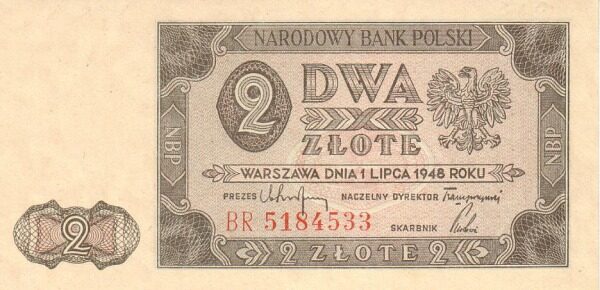 NARODOWY BANK POLSKI
2 DWA
ZŁOTE
NBP
NBP
WARSZAWA DNIA 1 LIPCA 1948 ROKU
PREZES NACZELNY DYREKTOR
BR 5184533 SKARBNIK
2
2 ZŁOTE 2